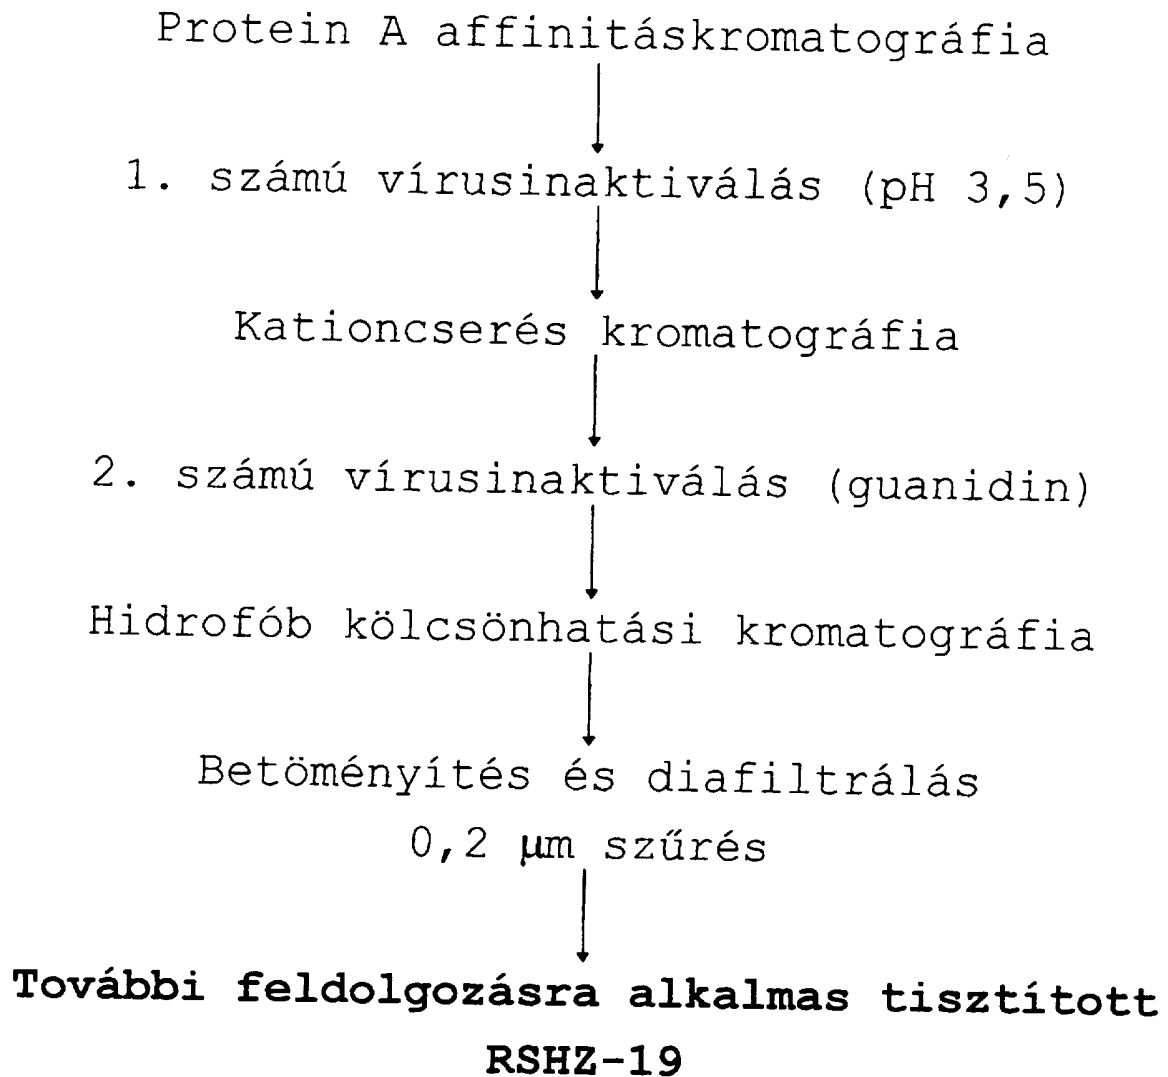 Protein A affinitáskromatográfia
1. számú vírusinaktiválás (pH 3,5)
Kationcserés kromatográfia
2. számú vírusinaktiválás (guanidin)
Hidrofób kölcsönhatási kromatográfia
Betöményítés és diafiltrálás
0,2 µm szűrés
További feldolgozásra alkalmas tisztított
RSHZ-19